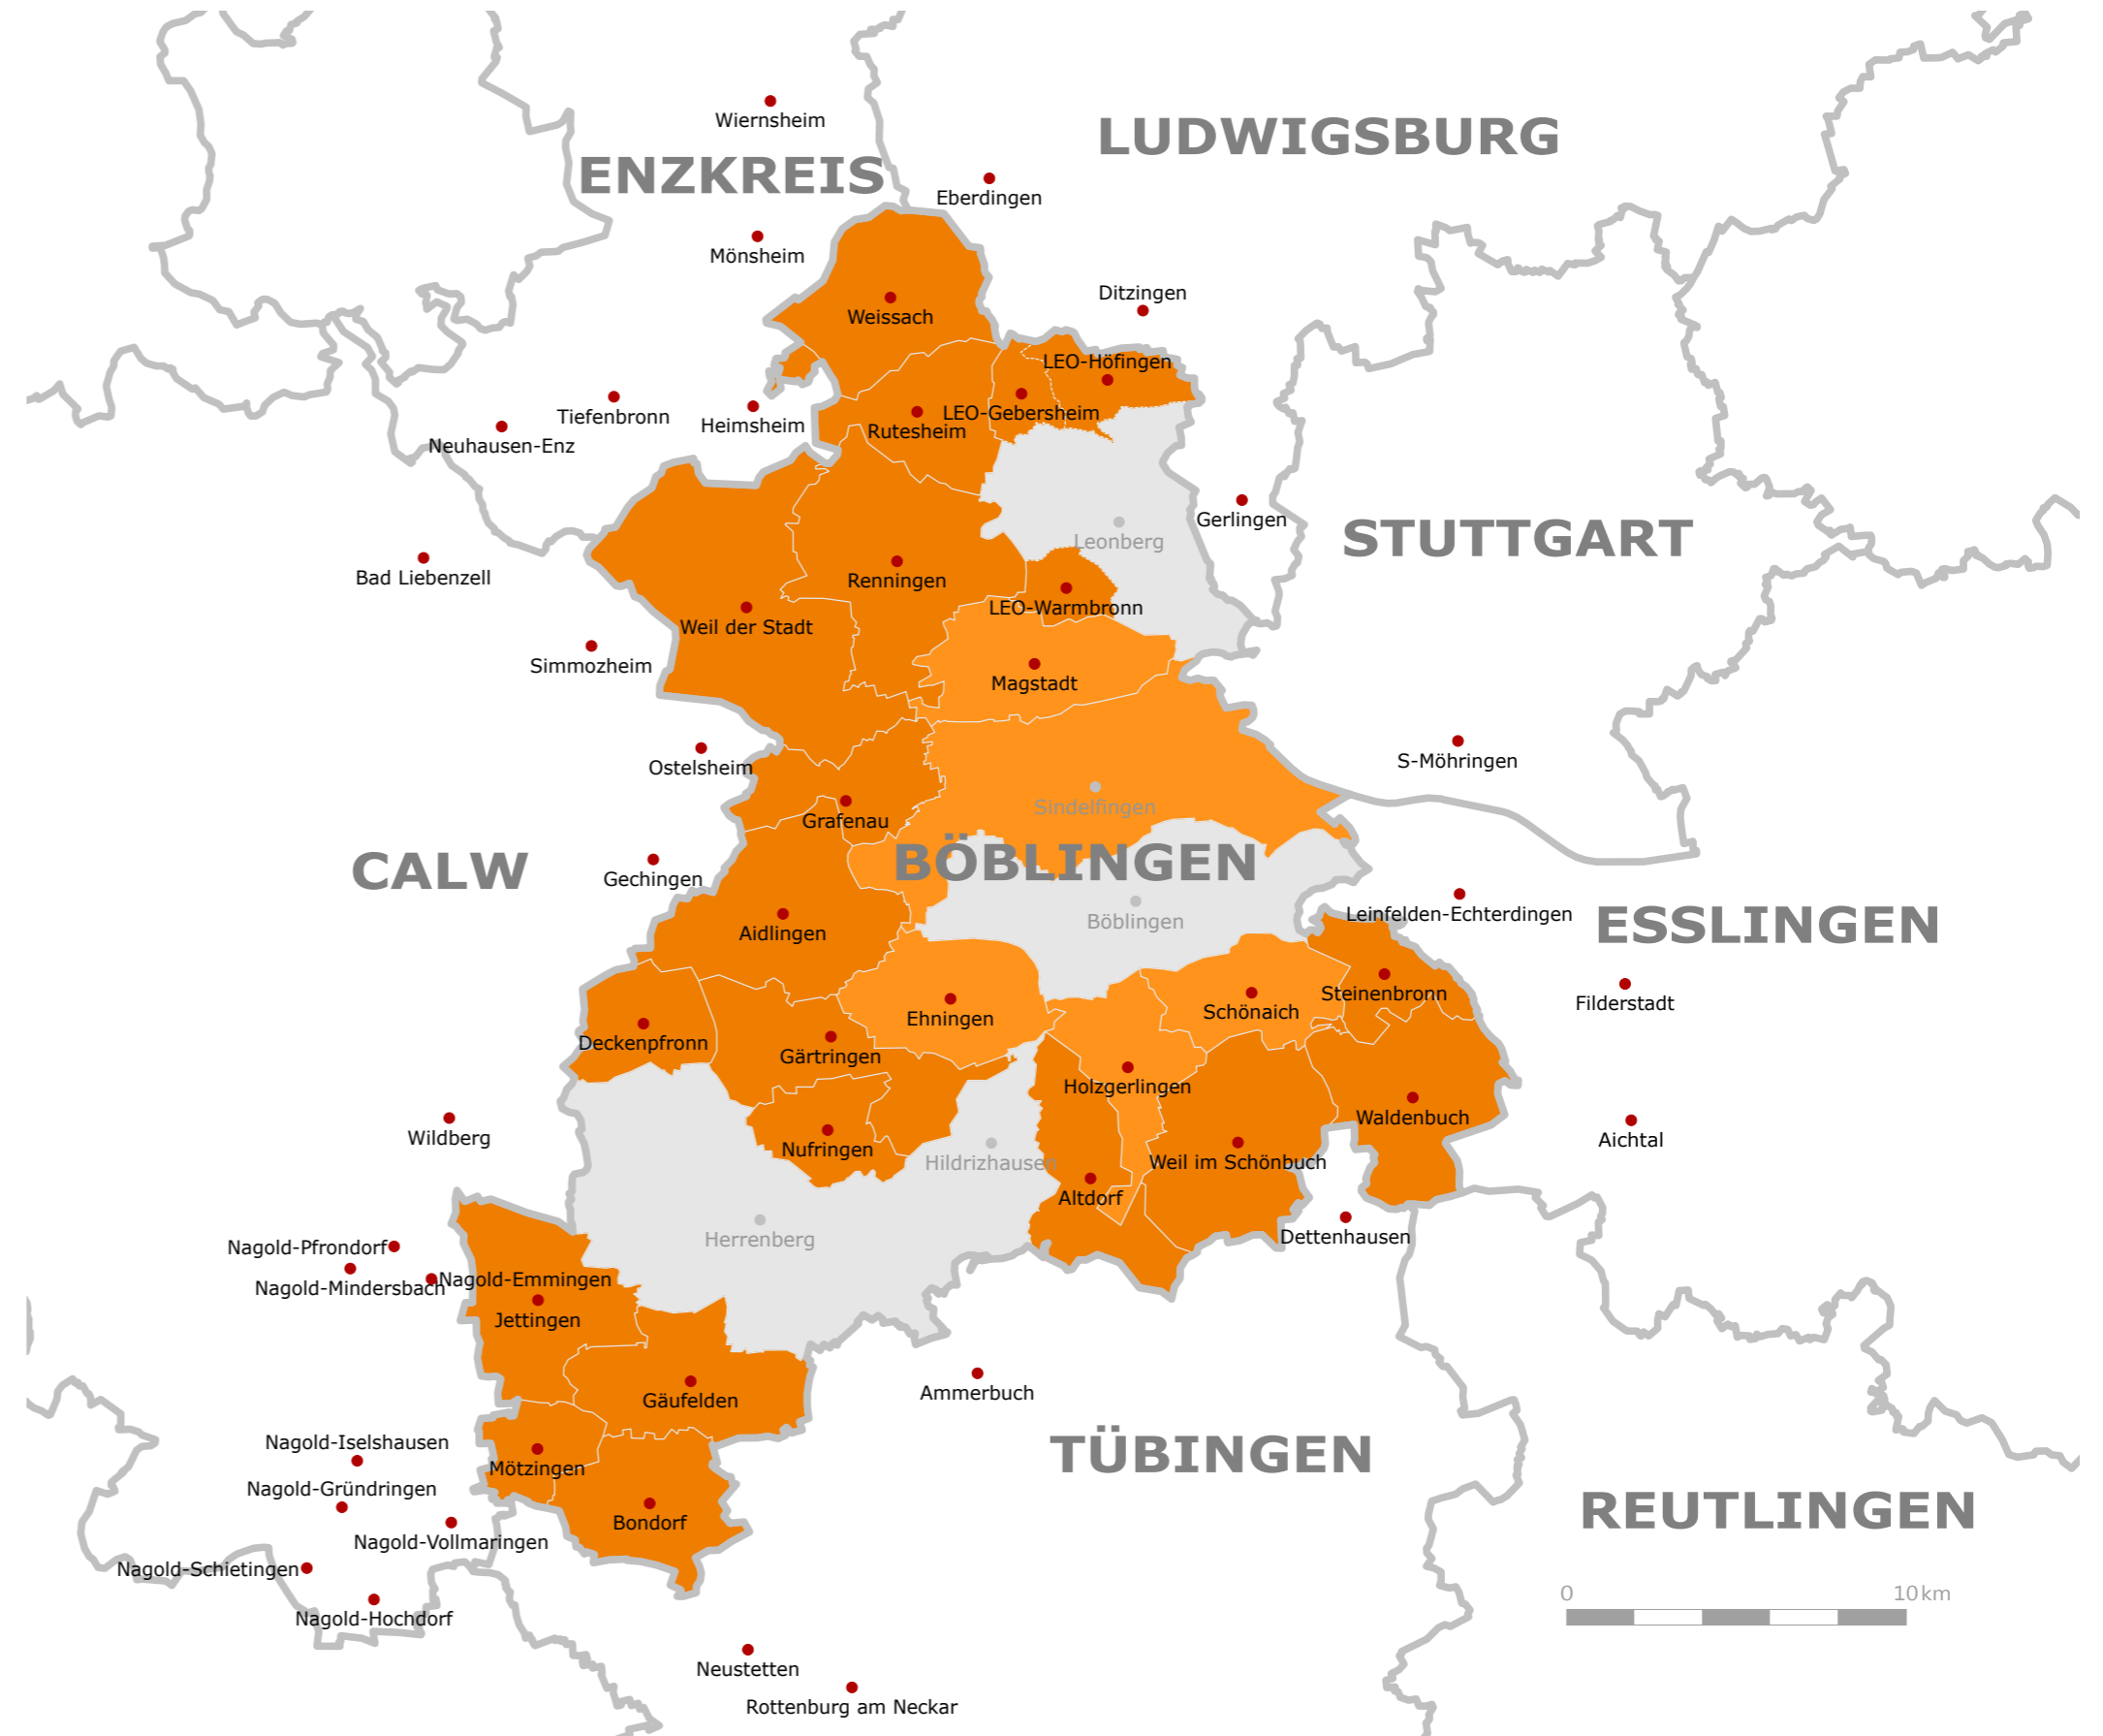 Wiernsheim
LUDWIGSBURG
ENZKREIS
Eberdingen
Mönsheim
Ditzingen
Weissach
LEO-Höfingen
Tiefenbronn
Heimsheim
LEO-Gebersheim
Rutesheim
Neuhausen-Enz
Gerlingen
STUTTGART
Leonberg
Bad Liebenzell
Renningen
LEO-Warmbronn
Weil der Stadt
Simmozheim
Magstadt
S-Möhringen
Ostelsheim
Sindelfingen
Grafenau
BÖBLINGEN
CALW
Gechingen
Leinfelden-Echterdingen
ESSLINGEN
Böblingen
Aidlingen
Steinenbronn
Filderstadt
Schönaich
Ehningen
Deckenpfronn
Gärtringen
Holzgerlingen
Waldenbuch
Wildberg
Aichtal
Nufringen
Hildrizhausen
Weil im Schönbuch
Altdorf
Herrenberg
Dettenhausen
Nagold-Pfrondorf
Nagold-Emmingen
Nagold-Mindersbach
Jettingen
Ammerbuch
Gäufelden
Nagold-Iselshausen
TÜBINGEN
Mötzingen
Nagold-Gründringen
REUTLINGEN
Bondorf
Nagold-Vollmaringen
Nagold-Schietingen
0 10 km
Nagold-Hochdorf
Neustetten
Rottenburg am Neckar